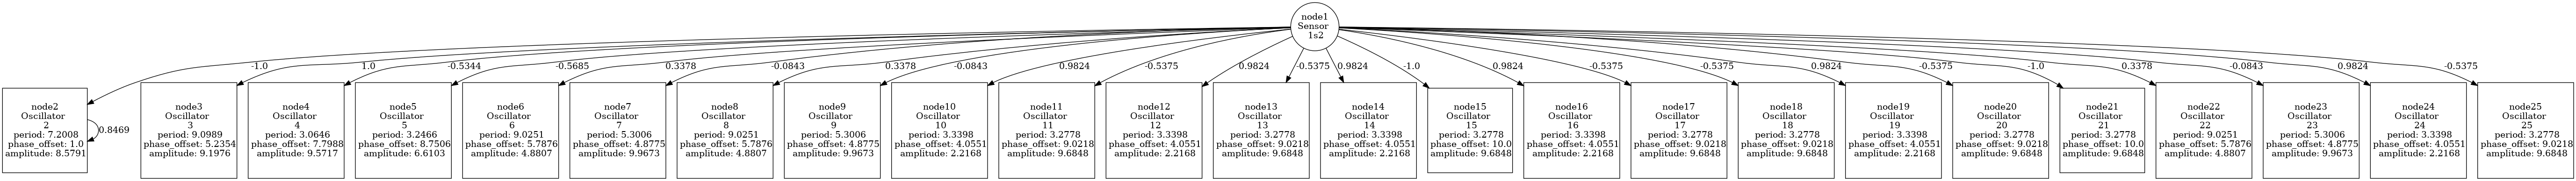 node1
Sensor
1s2
-1.0
1.0
-0.5344
-0.5685
0.3378
-0.0843
0.3378
-0.0843
0.9824
-0.5375
0.9824
-0.5375
0.9824
-1.0
0.9824
-0.5375
-0.5375
0.9824
-0.5375
-1.0
0.3378
-0.0843
0.9824
-0.5375
node2
Oscillator
2
period: 7.2008
phase_offset: 1.0
amplitude: 8.5791
0.8469
node3
Oscillator
3
period: 9.0989
phase_offset: 5.2354
amplitude: 9.1976
node4
Oscillator
4
period: 3.0646
phase_offset: 7.7988
amplitude: 9.5717
node5
Oscillator
5
period: 3.2466
phase_offset: 8.7506
amplitude: 6.6103
node6
Oscillator
6
period: 9.0251
phase_offset: 5.7876
amplitude: 4.8807
node7
Oscillator
7
period: 5.3006
phase_offset: 4.8775
amplitude: 9.9673
node8
Oscillator
8
period: 9.0251
phase_offset: 5.7876
amplitude: 4.8807
node9
Oscillator
9
period: 5.3006
phase_offset: 4.8775
amplitude: 9.9673
node10
Oscillator
10
period: 3.3398
phase_offset: 4.0551
amplitude: 2.2168
node11
Oscillator
11
period: 3.2778
phase_offset: 9.0218
amplitude: 9.6848
node12
Oscillator
12
period: 3.3398
phase_offset: 4.0551
amplitude: 2.2168
node13
Oscillator
13
period: 3.2778
phase_offset: 9.0218
amplitude: 9.6848
node14
Oscillator
14
period: 3.3398
phase_offset: 4.0551
amplitude: 2.2168
node15
Oscillator
15
period: 3.2778
phase_offset: 10.0
amplitude: 9.6848
node16
Oscillator
16
period: 3.3398
phase_offset: 4.0551
amplitude: 2.2168
node17
Oscillator
17
period: 3.2778
phase_offset: 9.0218
amplitude: 9.6848
node18
Oscillator
18
period: 3.2778
phase_offset: 9.0218
amplitude: 9.6848
node19
Oscillator
19
period: 3.3398
phase_offset: 4.0551
amplitude: 2.2168
node20
Oscillator
20
period: 3.2778
phase_offset: 9.0218
amplitude: 9.6848
node21
Oscillator
21
period: 3.2778
phase_offset: 10.0
amplitude: 9.6848
node22
Oscillator
22
period: 9.0251
phase_offset: 5.7876
amplitude: 4.8807
node23
Oscillator
23
period: 5.3006
phase_offset: 4.8775
amplitude: 9.9673
node24
Oscillator
24
period: 3.3398
phase_offset: 4.0551
amplitude: 2.2168
node25
Oscillator
25
period: 3.2778
phase_offset: 9.0218
amplitude: 9.6848